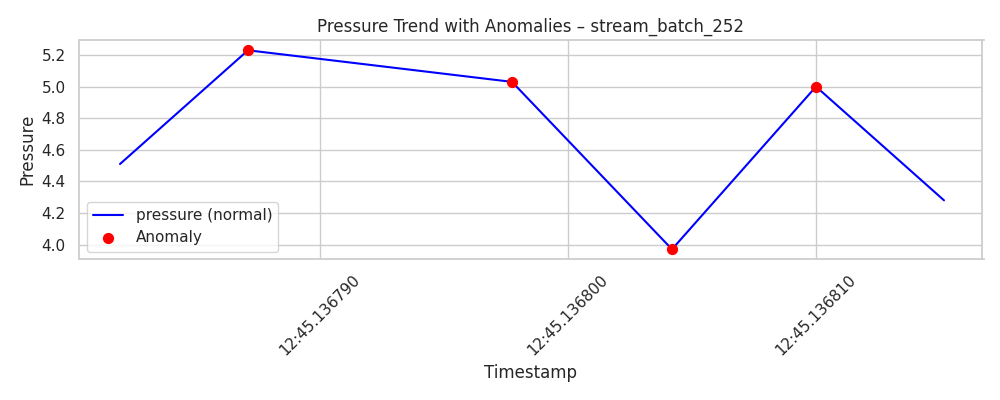 Pressure Trend with Anomalies – stream_batch_252
Pressure
5.2
5.0
4.8
4.6
4.4
4.2
4.0
pressure (normal)
Anomaly
12:45.136790
12:45.136800
12:45.136810
Timestamp